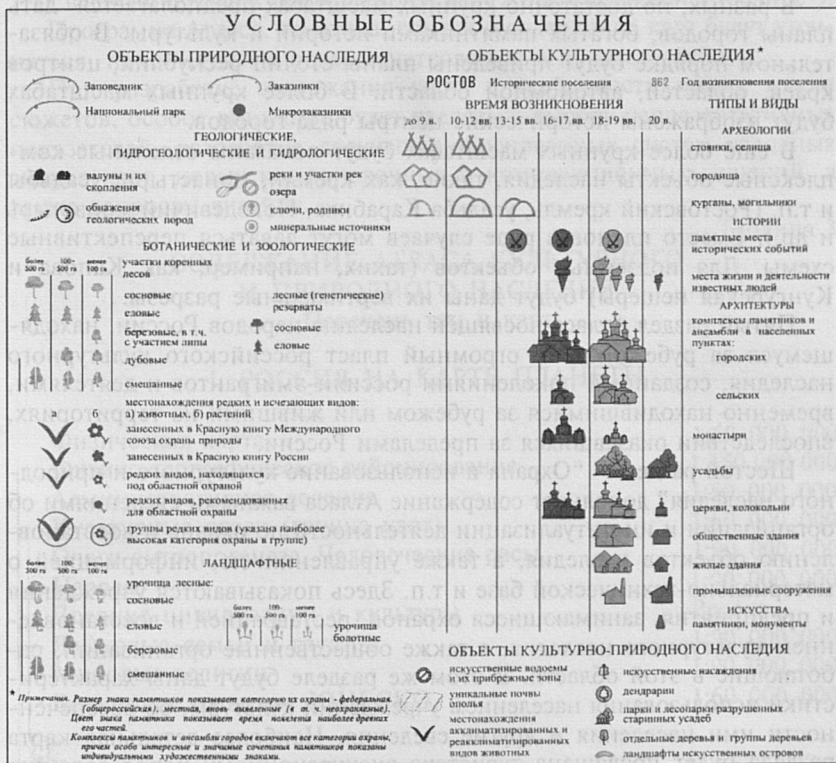 УСЛОВНЫЕ ОБОЗНАЧЕНИЯ
ОБЪЕКТЫ ПРИРОДНОГО НАСЛЕДИЯ
Заповедник
Заказники
Национальный парк
Микрозаказники
ГЕОЛОГИЧЕСКИЕ,
ГИДРОГЕОЛОГИЧЕСКИЕ И ГИДРОЛОГИЧЕСКИЕ
валуны и их
скопления
реки и участки рек
обнажения
геологические
ключи, родники
минеральные источники
БОТАНИЧЕСКИЕ И ЗООЛОГИЧЕСКИЕ
более 500 га
100- 500 га
менее 100 га
участки коренных
лесов
сосновые
еловые
березовые, в т.ч.
с участием липы
дубовые
смешанные
лесные (генетические)
резерваты
сосновые
еловые
местонахождения редких и исчезающих видов:
а б а) животных, б) растений
занесенных в Красную книгу Международного
союза охраны природы
занесенных в Красную книгу России
редких видов, находящихся
под областной охраной
редких видов, рекомендованных
для областной охраны
группы редких видов (указана наиболее
высокая категория охраны в группе)
ЛАНДШАФТНЫЕ
более 500 га
100- 500 га
менее 100 га
урочища лесные:
сосновые
еловые
березовые
смешанные
более 500 га
100- 500 га
менее 100 га
урочища
болотные
* Примечания. Размер знака памятников показывает категорию их охраны - федеральная
(общероссийская), местная, вновь выявленные (в т. ч. неохраняемые).
Цвет знака памятника показывает время появления наиболее древних
его частей.
Комплексы памятников и ансамбли городов включают все категории охраны,
причем особо интересные и значимые сочетания памятников показаны
индивидуальными художественными знаками.
ОБЪЕКТЫ КУЛЬТУРНОГО НАСЛЕДИЯ*
РОСТОВ Исторические поселения
862 Год возникновения поселения
ВРЕМЯ ВОЗНИКНОВЕНИЯ
ТИПЫ И ВИДЫ
до 9 в. 10-12 вв. 13-15 вв. 16-17 вв. 18-19 вв. 20 в.
АРХЕОЛОГИИ
стоянки, селища
городища
курганы, могильники
ИСТОРИИ
памятные места
исторических событий
жизни и деятельности
известных людей
АРХИТЕКТУРЫ
комплексы памятников и
ансамбли в населенных
пунктах:
городских
сельских
монастыри
усадьбы
церкви, колокольни
общественные здания
жилые здания
промышленные сооружения
ИСКУССТВА
монументы
ОБЪЕКТЫ КУЛЬТУРНО-ПРИРОДНОГО НАСЛЕДИЯ
искусственные водоемы
и их прибрежные зоны
уникальные почвы
ополья
местонахождения
акклиматизированных и
реакклиматизированных
видов животных
искусственные насаждения
дендрарии
парки и лесопарки разрушенных
старинных усадеб
отдельные деревья и группы деревьев
ландшафты искусственных островов